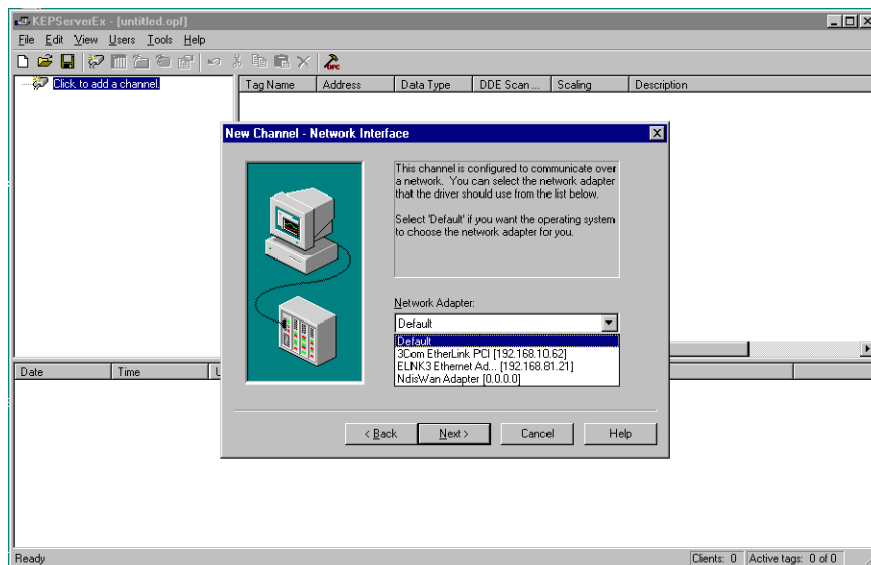 KEPServerEx - [untitled.opf]
File Edit View Users Tools Help
OPC
Click to add a channel.
Tag Name Address Data Type DDE Scan ... Scaling Description
New Channel - Network Interface
This channel is configured to communicate over
a network. You can select the network adapter
that the driver should use from the list below.
Select 'Default' if you want the operating system
to choose the network adapter for you.
Network Adapter:
Default
Default
3Com EtherLink PCI [192.168.10.62]
ELNK3 Ethernet Ad... [192.168.81.21]
NdisWan Adapter [0.0.0.0]
Date Time U
< Back Next > Cancel Help
Ready Clients: 0 Active tags: 0 of 0